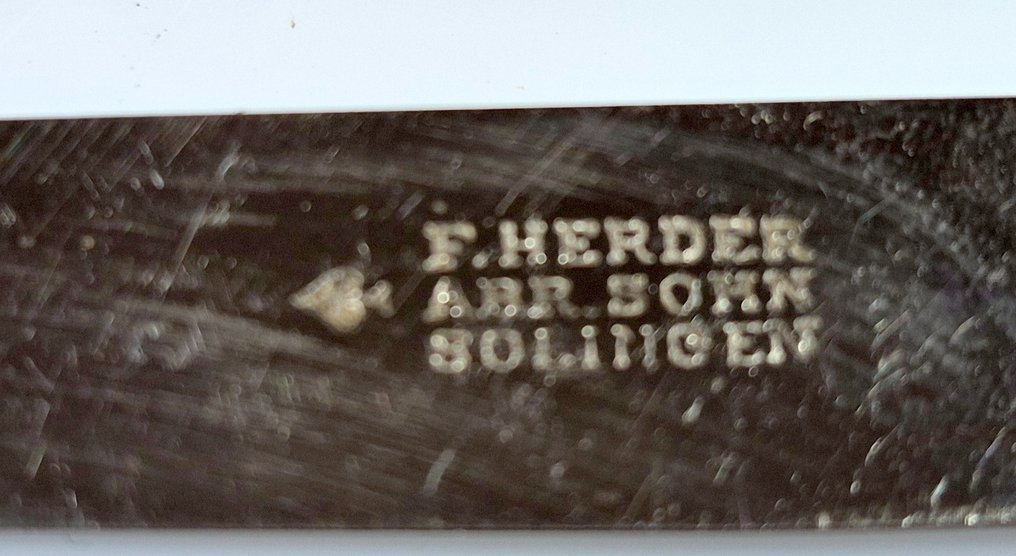 F. HERDER
ABR. SOHN
SOLINGEN